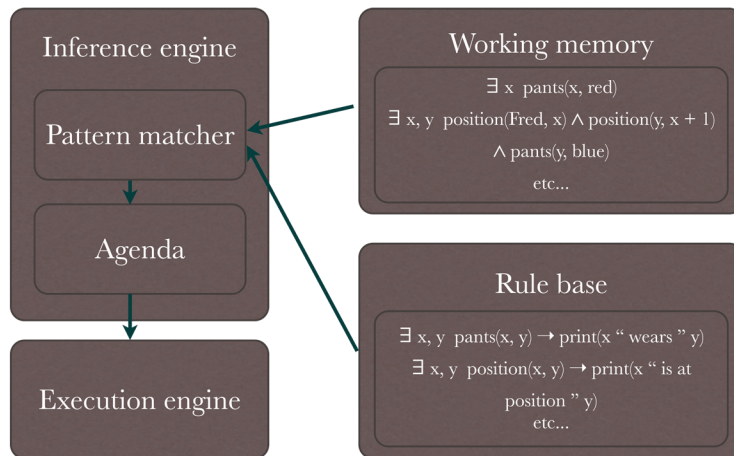 Inference engine
Pattern matcher
Agenda
Execution engine
Working memory
∃ x pants(x, red)
∃ x, y position(Fred, x) ∧ position(y, x + 1)
∧ pants(y, blue)
etc...
Rule base
∃ x, y pants(x, y) → print(x “ wears ” y)
∃ x, y position(x, y) → print(x “ is at
position ” y)
etc...